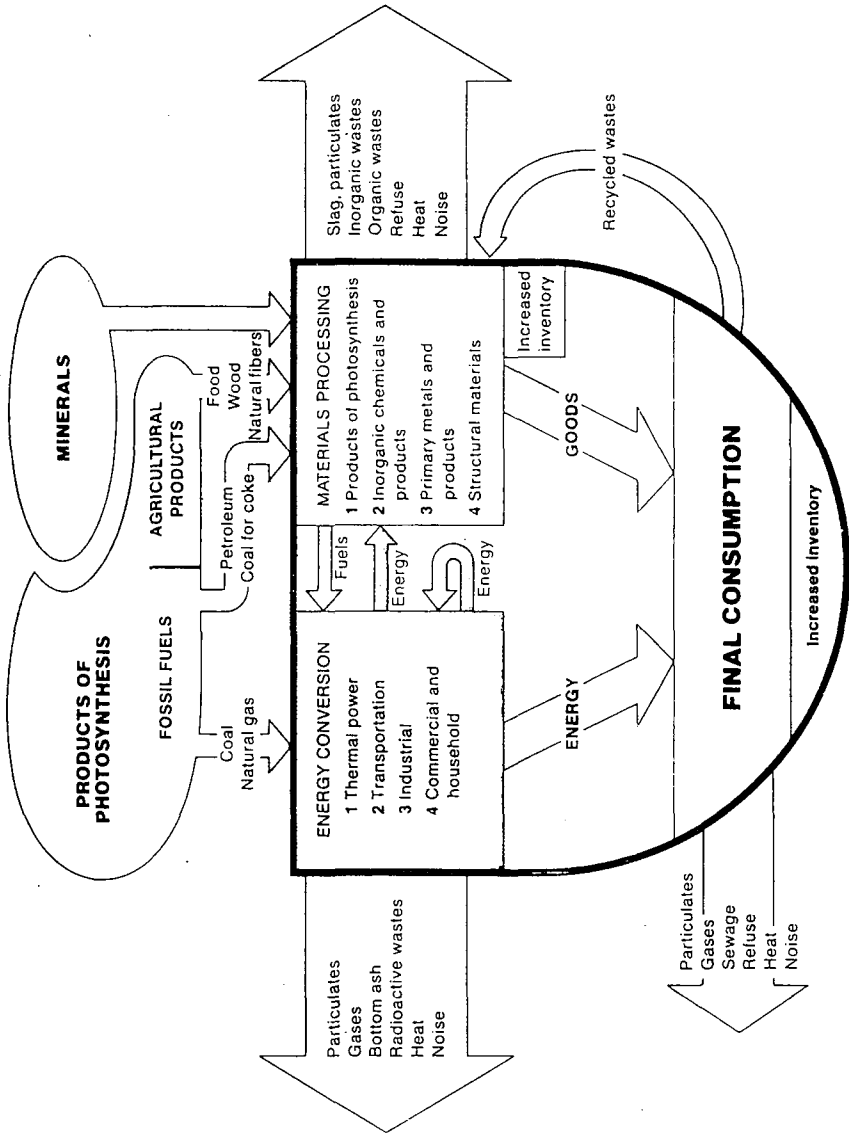 PRODUCTS OF
PHOTOSYNTHESIS
MINERALS
FOSSIL FUELS
AGRICULTURAL
PRODUCTS
Coal
Natural gas
Petroleum
Coal for coke
Food
Wood
Natural fibers
Particulates
Gases
Bottom ash
Radioactive wastes
Heat
Noise
ENERGY CONVERSION
1 Thermal power
2 Transportation
3 Industrial
4 Commercial and
household
Fuels
Energy
Energy
MATERIALS PROCESSING
1 Products of photosynthesis
2 Inorganic chemicals and
products
3 Primary metals and
products
4 Structural materials
Slag, particulates
Inorganic wastes
Organic wastes
Refuse
Heat
Noise
Increased
inventory
ENERGY
GOODS
Recycled wastes
FINAL CONSUMPTION
Increased inventory
Particulates
Gases
Sewage
Refuse
Heat
Noise